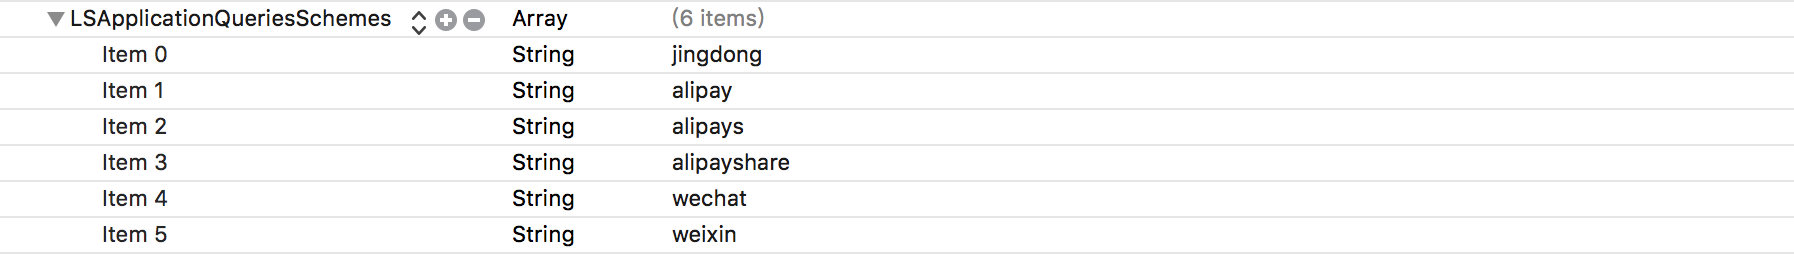 LSApplicationQueriesSchemes Array (6 items)
Item 0 String jingdong
Item 1 String alipay
Item 2 String alipays
Item 3 String alipayshare
Item 4 String wechat
Item 5 String weixin